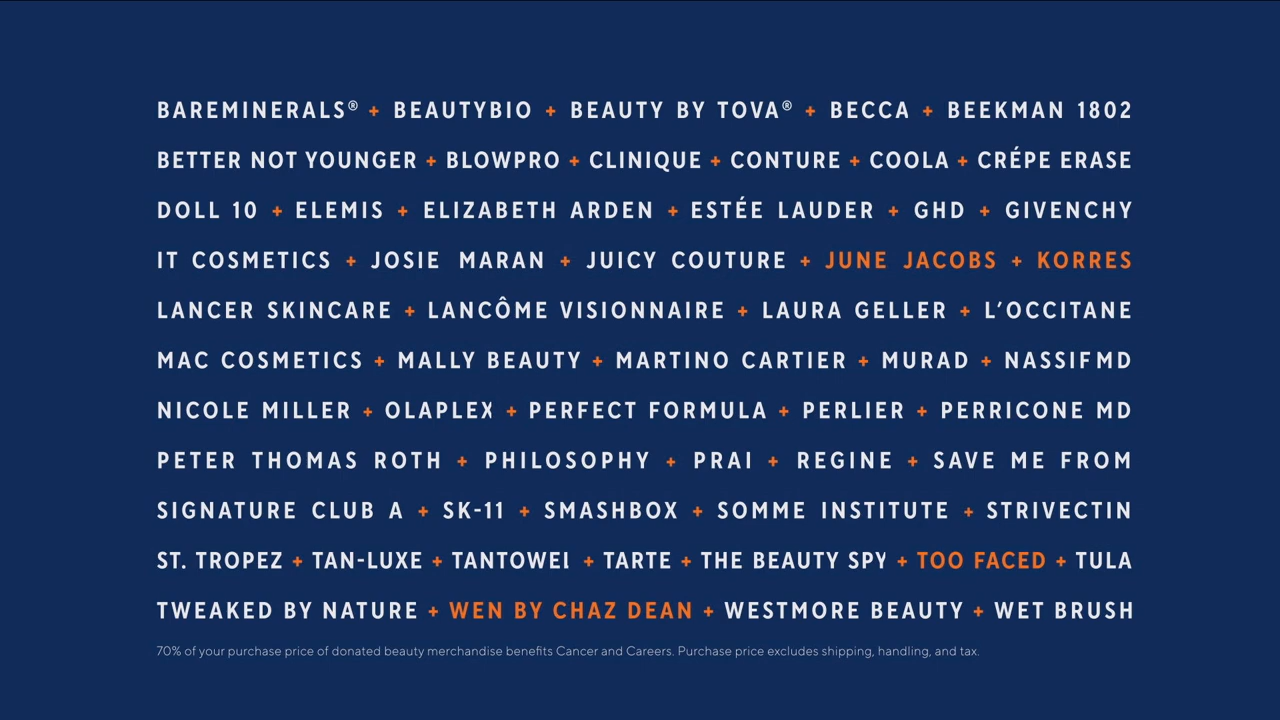 BAREMINERALS® + BEAUTYBIO + BEAUTY BY TOVA® + BECCA + BEEKMAN 1802
BETTER NOT YOUNGER + BLOWPRO + CLINIQUE + CONTURE + COOLA + CRÉPE ERASE
DOLL 10 + ELEMIS + ELIZABETH ARDEN + ESTÉE LAUDER + GHD + GIVENCHY
IT COSMETICS + JOSIE MARAN + JUICY COUTURE + JUNE JACOBS + KORRES
LANCER SKINCARE + LANCÔME VISIONNAIRE + LAURA GELLER + L'OCCITANE
MAC COSMETICS + MALLY BEAUTY + MARTINO CARTIER + MURAD + NASSIFMD
NICOLE MILLER + OLAPLEX + PERFECT FORMULA + PERLIER + PERRICONE MD
PETER THOMAS ROTH + PHILOSOPHY + PRAI + REGINE + SAVE ME FROM
SIGNATURE CLUB A + SK-11 + SMASHBOX + SOMME INSTITUTE + STRIVECTIN
ST. TROPEZ + TAN-LUXE + TANTOWEL + TARTE + THE BEAUTY SPY + TOO FACED + TULA
TWEAKED BY NATURE + WEN BY CHAZ DEAN + WESTMORE BEAUTY + WET BRUSH
70% of your purchase price of donated beauty merchandise benefits Cancer and Careers. Purchase price excludes shipping, handling, and tax.